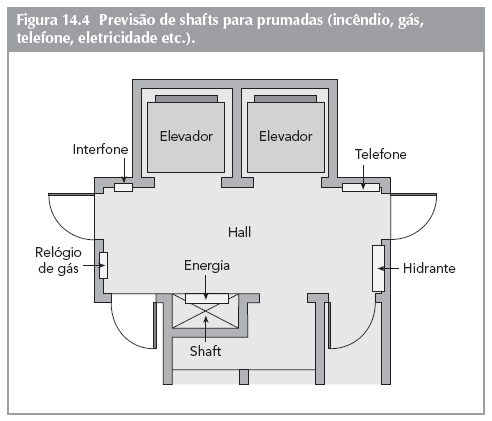 Figura 14.4 Previsão de shafts para prumadas (incêndio, gás,
telefone, eletricidade etc.).
Elevador
Elevador
Interfone
Telefone
Hall
Relógio
de gás
Energia
Hidrante
Shaft